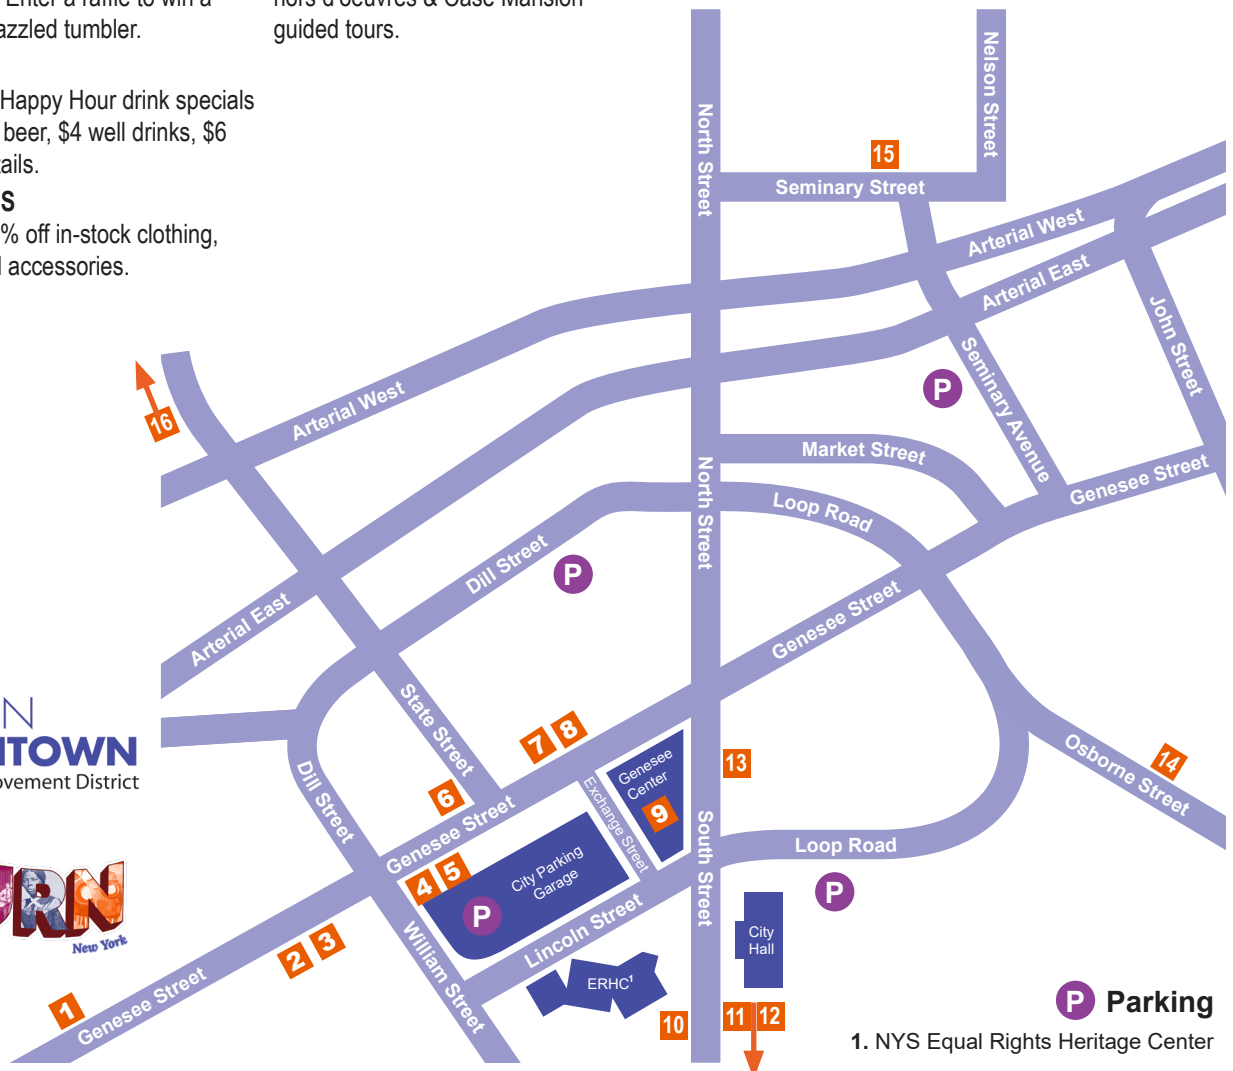 Enter a raffle to win a
azzled tumbler.
hors d'oeuvres & Case Mansion
guided tours.
Happy Hour drink specials
beer, $4 well drinks, $6
tails.
S
% off in-stock clothing,
accessories.
North Street
Nelson Street
15
Seminary Street
Arterial West
Arterial East
John Street
16
Arterial West
Seminary Avenue
P
Market Street
Genesee Street
North Street
Loop Road
Dill Street
P
Genesee Street
Arterial East
State Street
N
NTOWN
ovement District
7 8
Genesee
Center
9
13
Osborne Street
14
Dill Street
6
Genesee Street
Exchange Street
South Street
Loop Road
4 5
City Parking
Garage
P
P
URN
New York
2 3
William Street
Lincoln Street
City
Hall
ERHC¹
1
Genesee Street
10
11 12
P Parking
1. NYS Equal Rights Heritage Center